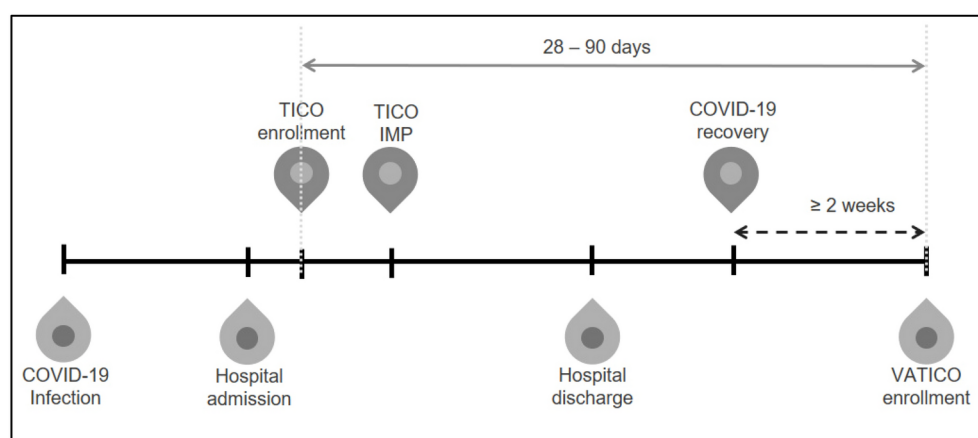 28 – 90 days
TICO
enrollment
TICO
IMP
COVID-19
recovery
≥ 2 weeks
COVID-19
Infection
Hospital
admission
Hospital
discharge
VATICO
enrollment